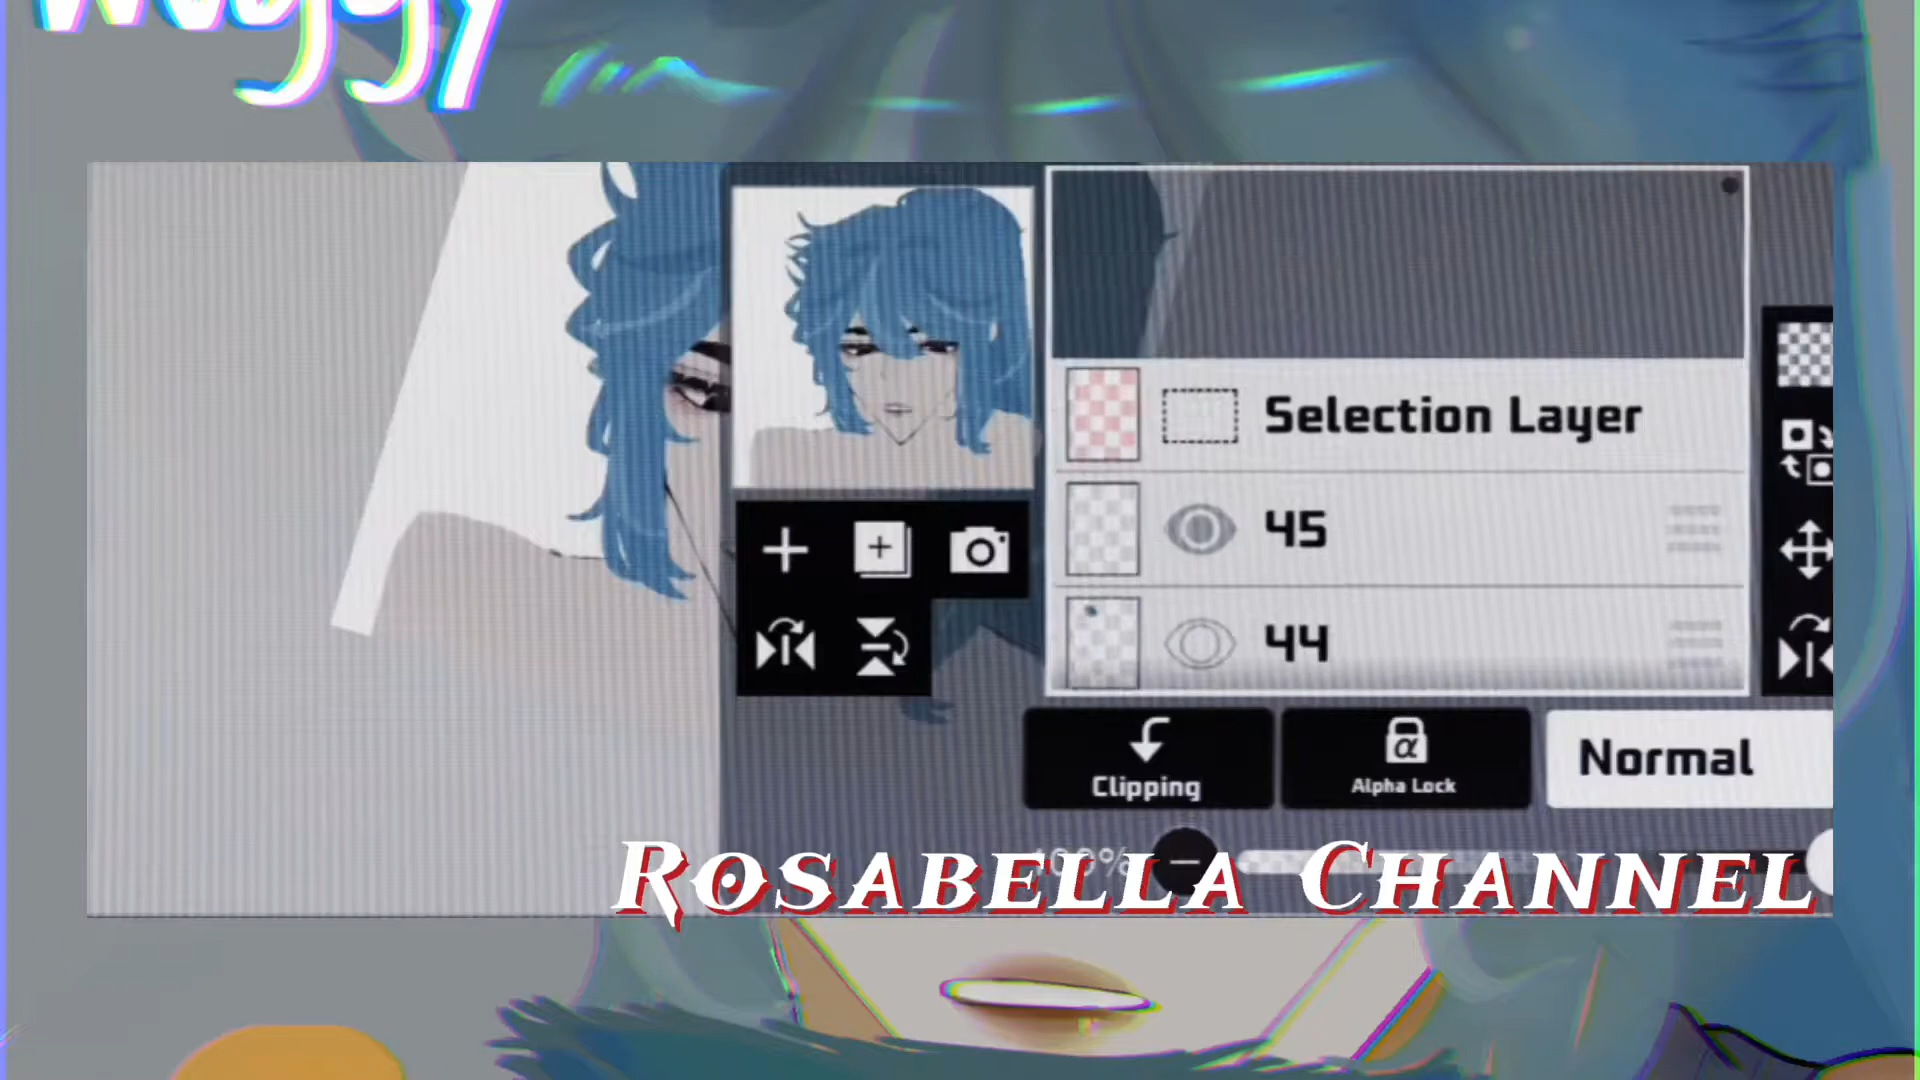 Selection Layer
45
44
Clipping
Alpha Lock
Normal
ROSABELLA CHANNEL